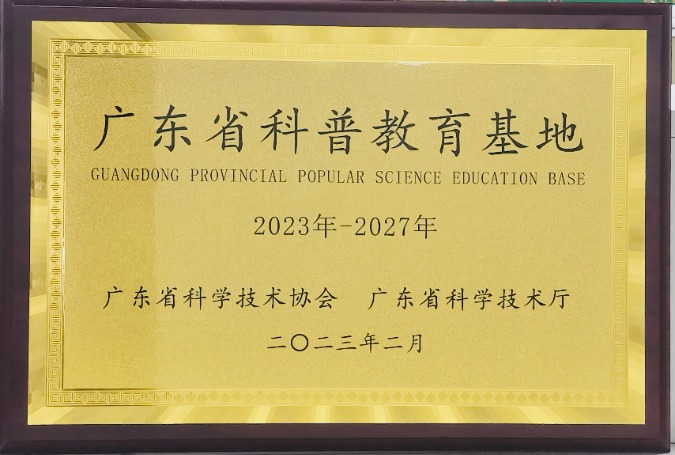 广东省科普教育基地
GUANGDONG PROVINCIAL POPULAR SCIENCE EDUCATION BASE
2023年-2027年
广东省科学技术协会 广东省科学技术厅
二〇二三年二月